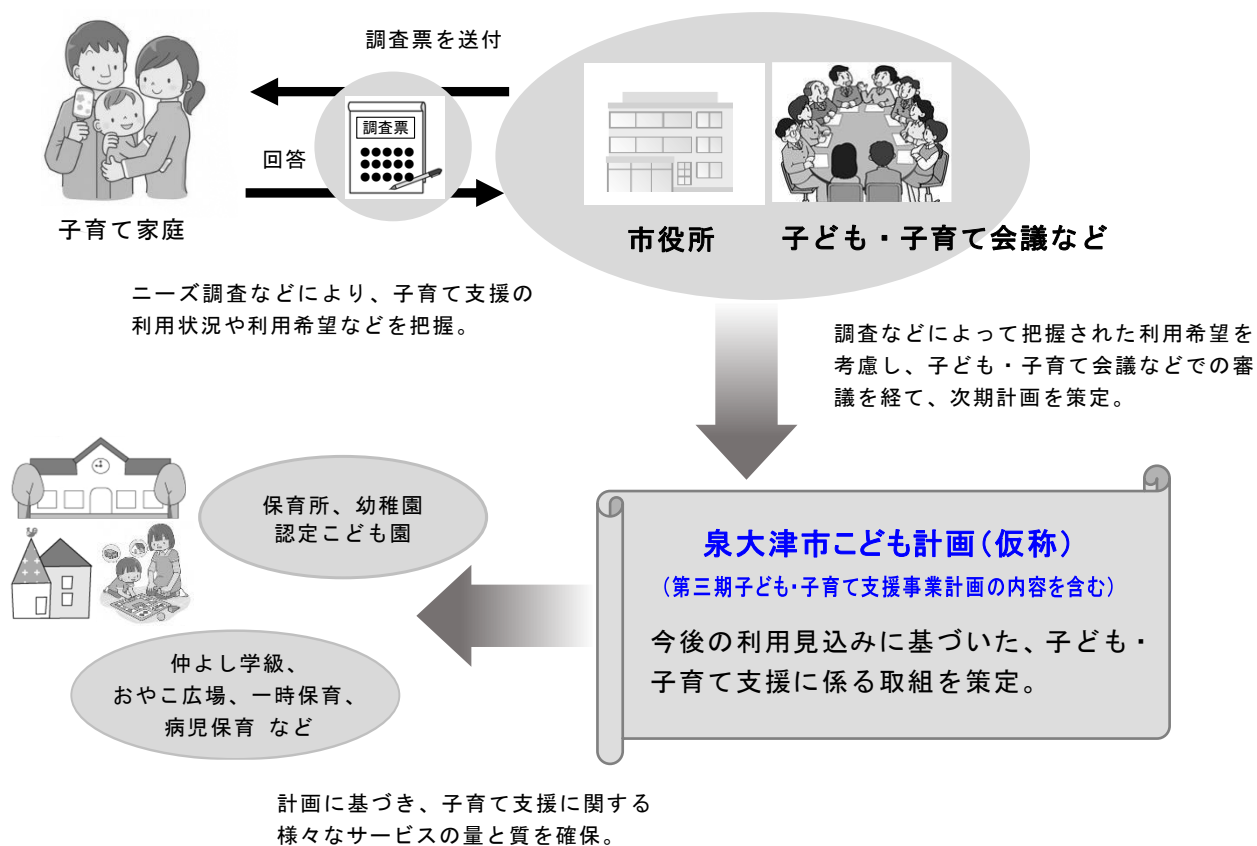 調査票を送付
調査票
回答
子育て家庭
市役所
子ども・子育て会議など
ニーズ調査などにより、子育て支援の
利用状況や利用希望などを把握。
調査などによって把握された利用希望を
考慮し、子ども・子育て会議などでの審
議を経て、次期計画を策定。
泉大津市こども計画(仮称)
(第三期子ども・子育て支援事業計画の内容を含む)
今後の利用見込みに基づいた、子ども・
子育て支援に係る取組を策定。
保育所、幼稚園
認定こども園
仲よし学級、
おやこ広場、一時保育、
病児保育 など
計画に基づき、子育て支援に関する
様々なサービスの量と質を確保。